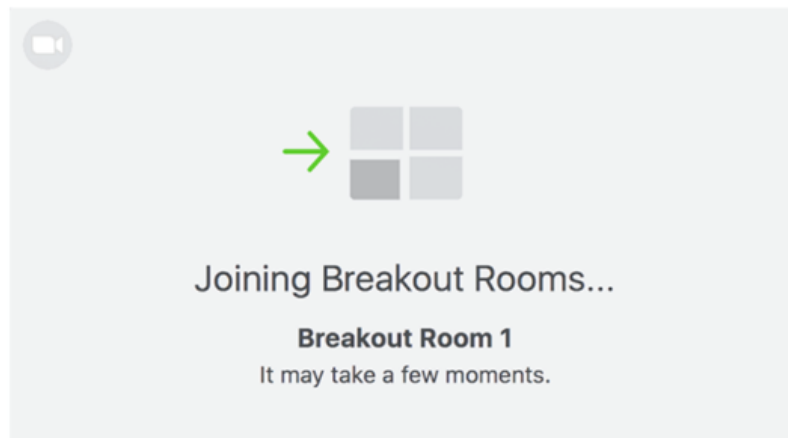 Joining Breakout Rooms...
Breakout Room 1
It may take a few moments.